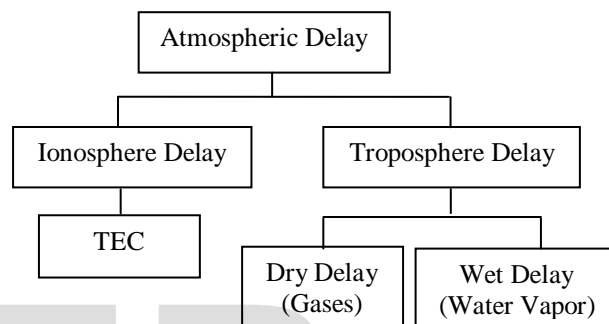 Atmospheric Delay
Ionosphere Delay
Troposphere Delay
TEC
Dry Delay
(Gases)
Wet Delay
(Water Vapor)